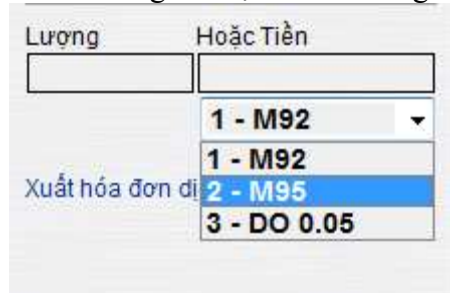 Lượng Hoặc Tiền
1 - M92
1 - M92
Xuất hóa đơn dị 2 - M95
3 - DO 0.05